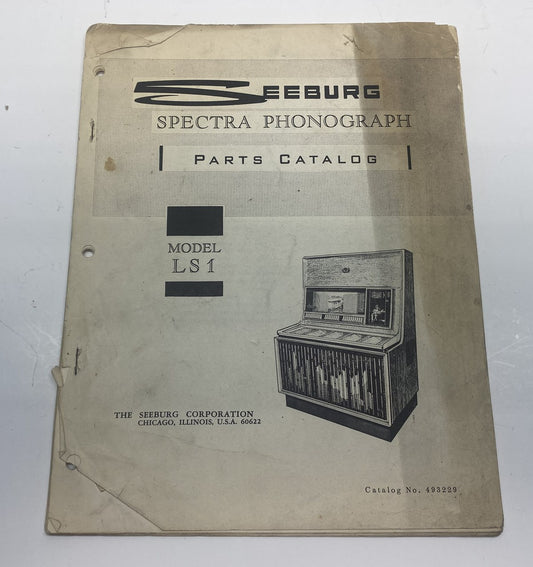 SEEBURG
SPECTRA PHONOGRAPH
PARTS CATALOG
MODEL
LS1
THE SEEBURG CORPORATION
CHICAGO, ILLINOIS, U.S.A. 60622
Catalog No. 493229